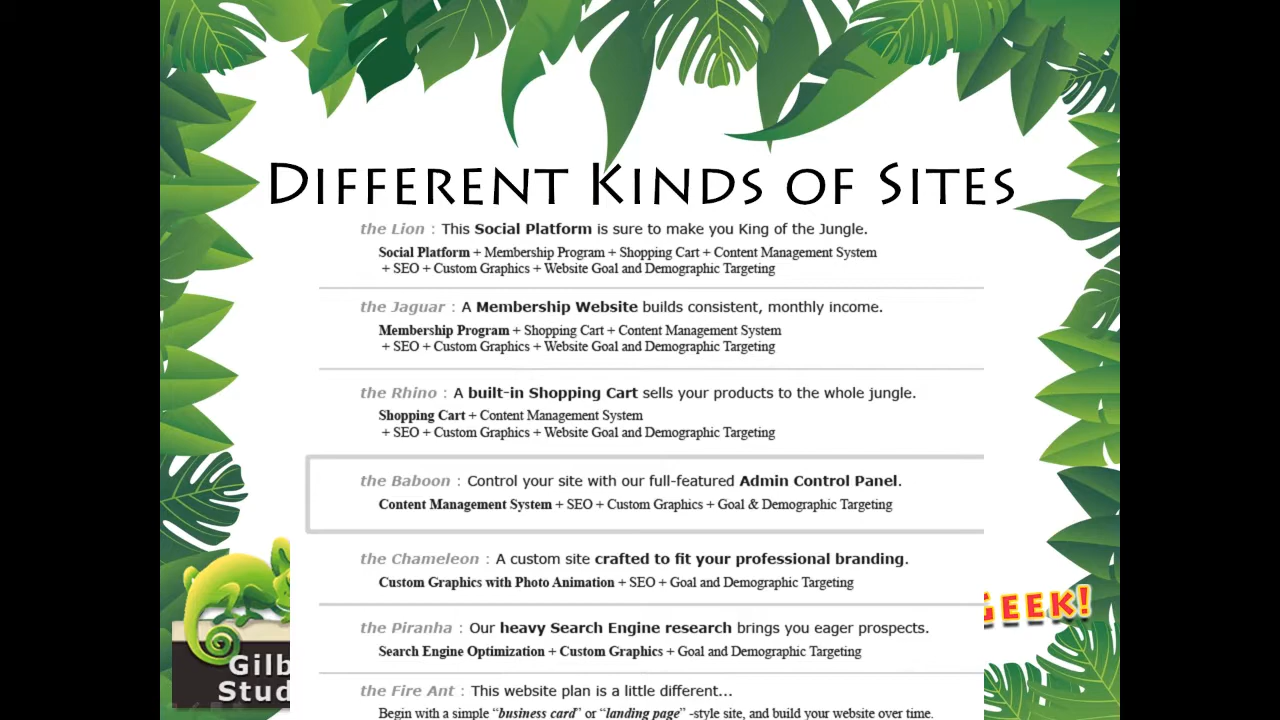 DIFFERENT KINDS OF SITES
the Lion : This Social Platform is sure to make you King of the Jungle.
Social Platform + Membership Program + Shopping Cart + Content Management System
+ SEO + Custom Graphics + Website Goal and Demographic Targeting
the Jaguar : A Membership Website builds consistent, monthly income.
Membership Program + Shopping Cart + Content Management System
+ SEO + Custom Graphics + Website Goal and Demographic Targeting
the Rhino : A built-in Shopping Cart sells your products to the whole jungle.
Shopping Cart + Content Management System
+ SEO + Custom Graphics + Website Goal and Demographic Targeting
the Baboon : Control your site with our full-featured Admin Control Panel.
Content Management System + SEO + Custom Graphics + Goal & Demographic Targeting
the Chameleon : A custom site crafted to fit your professional branding.
Custom Graphics with Photo Animation + SEO + Goal and Demographic Targeting
GEEK!
the Piranha : Our heavy Search Engine research brings you eager prospects.
Search Engine Optimization + Custom Graphics + Goal and Demographic Targeting
Gilb
Stud
the Fire Ant : This website plan is a little different...
Begin with a simple “business card” or “landing page” -style site, and build your website over time.